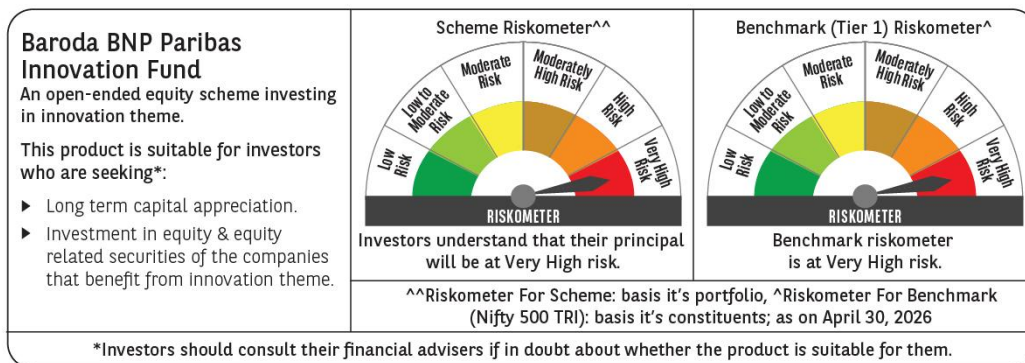 Baroda BNP Paribas
Innovation Fund
An open-ended equity scheme investing
in innovation theme.
This product is suitable for investors
who are seeking*:
▶ Long term capital appreciation.
▶ Investment in equity & equity
related securities of the companies
that benefit from innovation theme.
Scheme Riskometer^^
Low
Risk
Low to
Moderate
Risk
Moderate
Risk
Moderately
High Risk
High
Risk
Very High
Risk
RISKOMETER
Investors understand that their principal
will be at Very High risk.
Benchmark (Tier 1) Riskometer^
Low
Risk
Low to
Moderate
Risk
Moderate
Risk
Moderately
High Risk
High
Risk
Very High
Risk
RISKOMETER
Benchmark riskometer
is at Very High risk.
^^Riskometer For Scheme: basis it's portfolio, ^Riskometer For Benchmark
(Nifty 500 TRI): basis it's constituents; as on April 30, 2026
*Investors should consult their financial advisers if in doubt about whether the product is suitable for them.